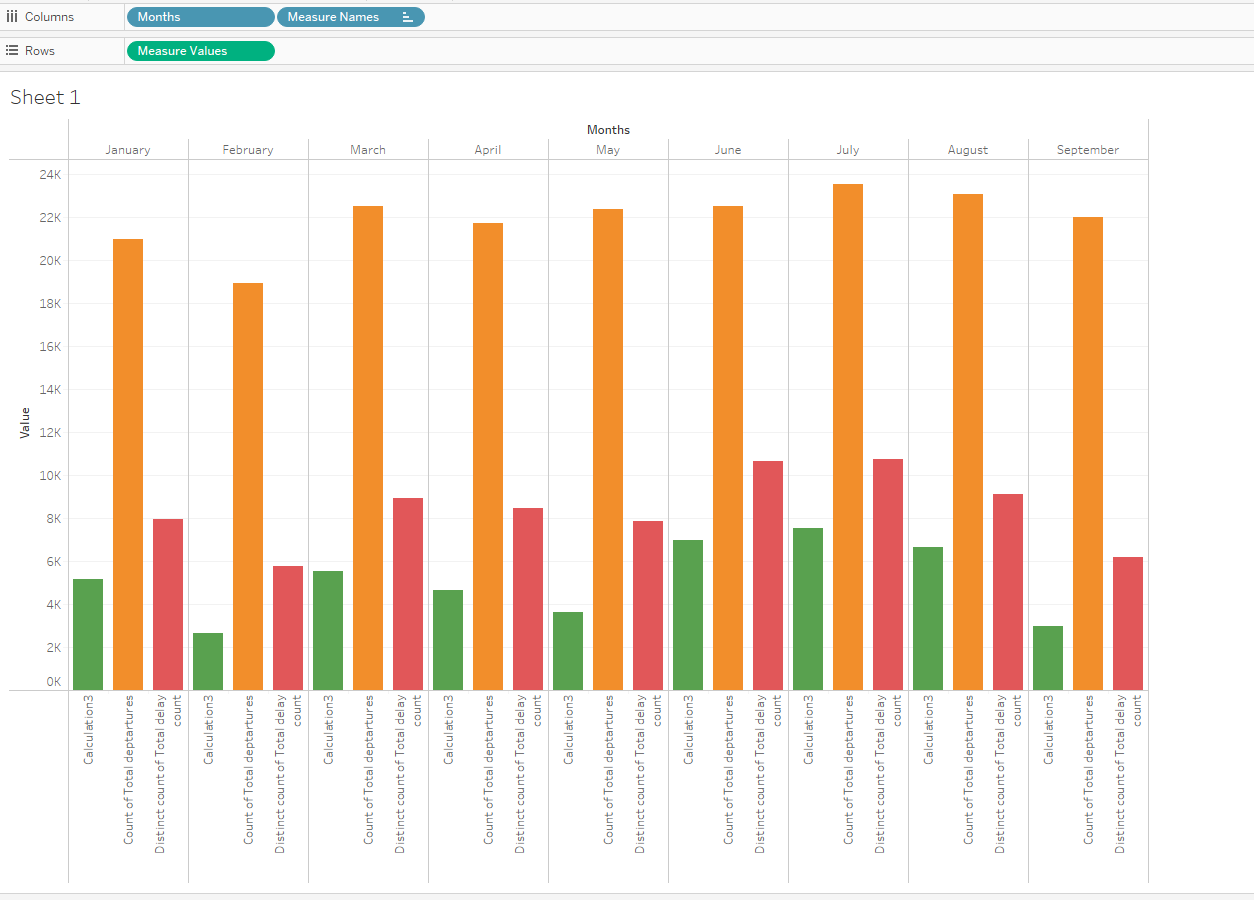 Columns
Months
Measure Names
Rows
Measure Values
Sheet 1
Months
January
February
March
April
May
June
July
August
September
24K
22K
20K
18K
16K
14K
12K
10K
8K
6K
4K
2K
0K
Value
Calculation3
Count of Total deptartures
Distinct count of Total delay
count
Calculation3
Count of Total deptartures
Distinct count of Total delay
count
Calculation3
Count of Total deptartures
Distinct count of Total delay
count
Calculation3
Count of Total deptartures
Distinct count of Total delay
count
Calculation3
Count of Total deptartures
Distinct count of Total delay
count
Calculation3
Count of Total deptartures
Distinct count of Total delay
count
Calculation3
Count of Total deptartures
Distinct count of Total delay
count
Calculation3
Count of Total deptartures
Distinct count of Total delay
count
Calculation3
Count of Total deptartures
Distinct count of Total delay
count